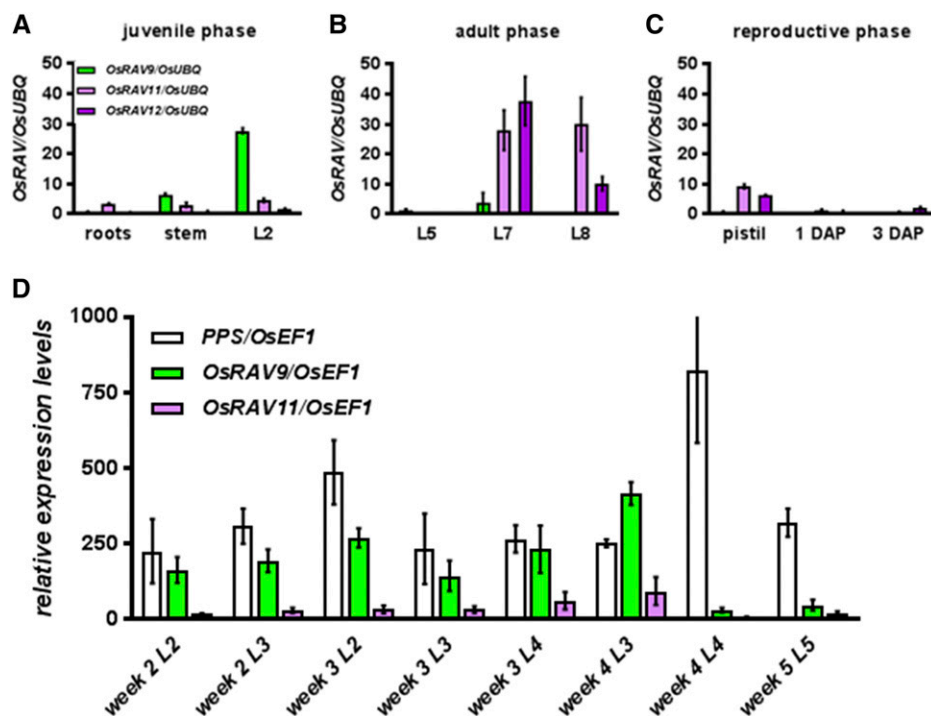 A juvenile phase
OsRAV/OsUBQ
50
40
30
20
10
0
OsRAV9/OsUBQ
OsRAV11/OsUBQ
OsRAV12/OsUBQ
roots stem L2
B adult phase
OsRAV/OsUBQ
50
40
30
20
10
0
L5 L7 L8
C reproductive phase
OsRAV/OsUBQ
50
40
30
20
10
0
pistil 1 DAP 3 DAP
D
relative expression levels
1000
750
500
250
0
PPS/OsEF1
OsRAV9/OsEF1
OsRAV11/OsEF1
week 2 L2
week 2 L3
week 3 L2
week 3 L3
week 3 L4
week 4 L3
week 4 L4
week 5 L5